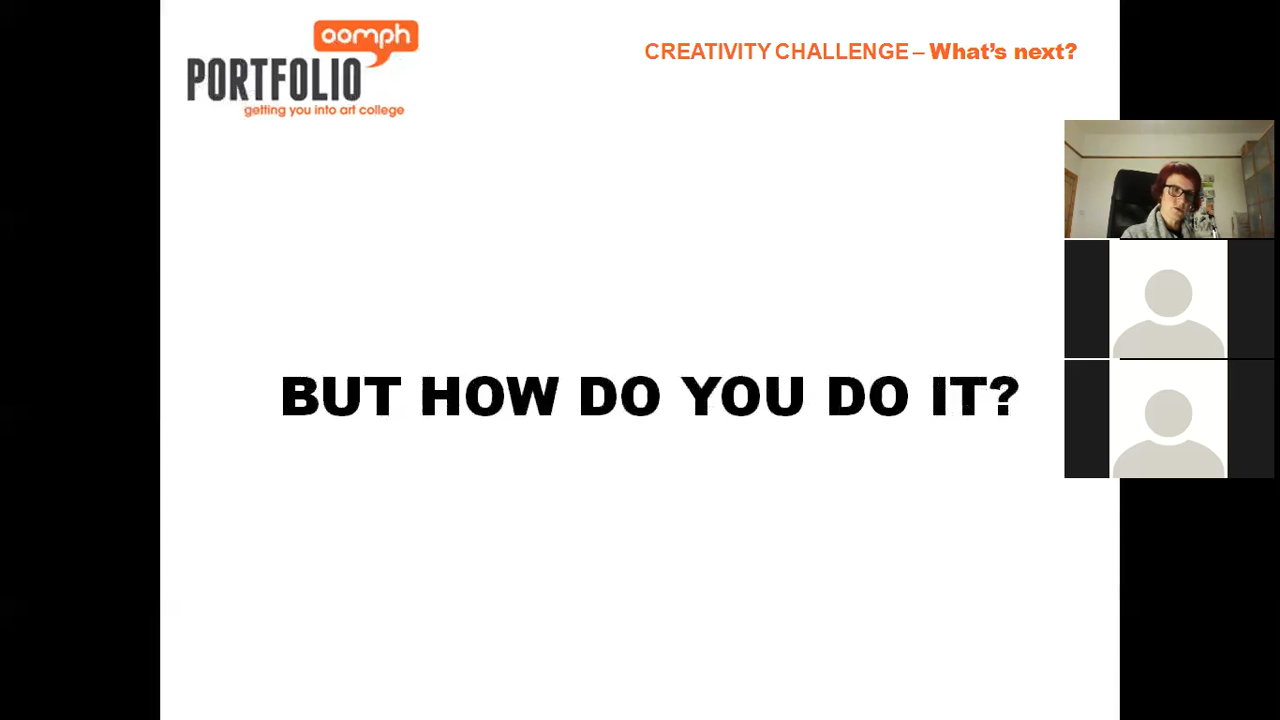 oomph
PORTFOLIO
getting you into art college
CREATIVITY CHALLENGE – What's next?
BUT HOW DO YOU DO IT?